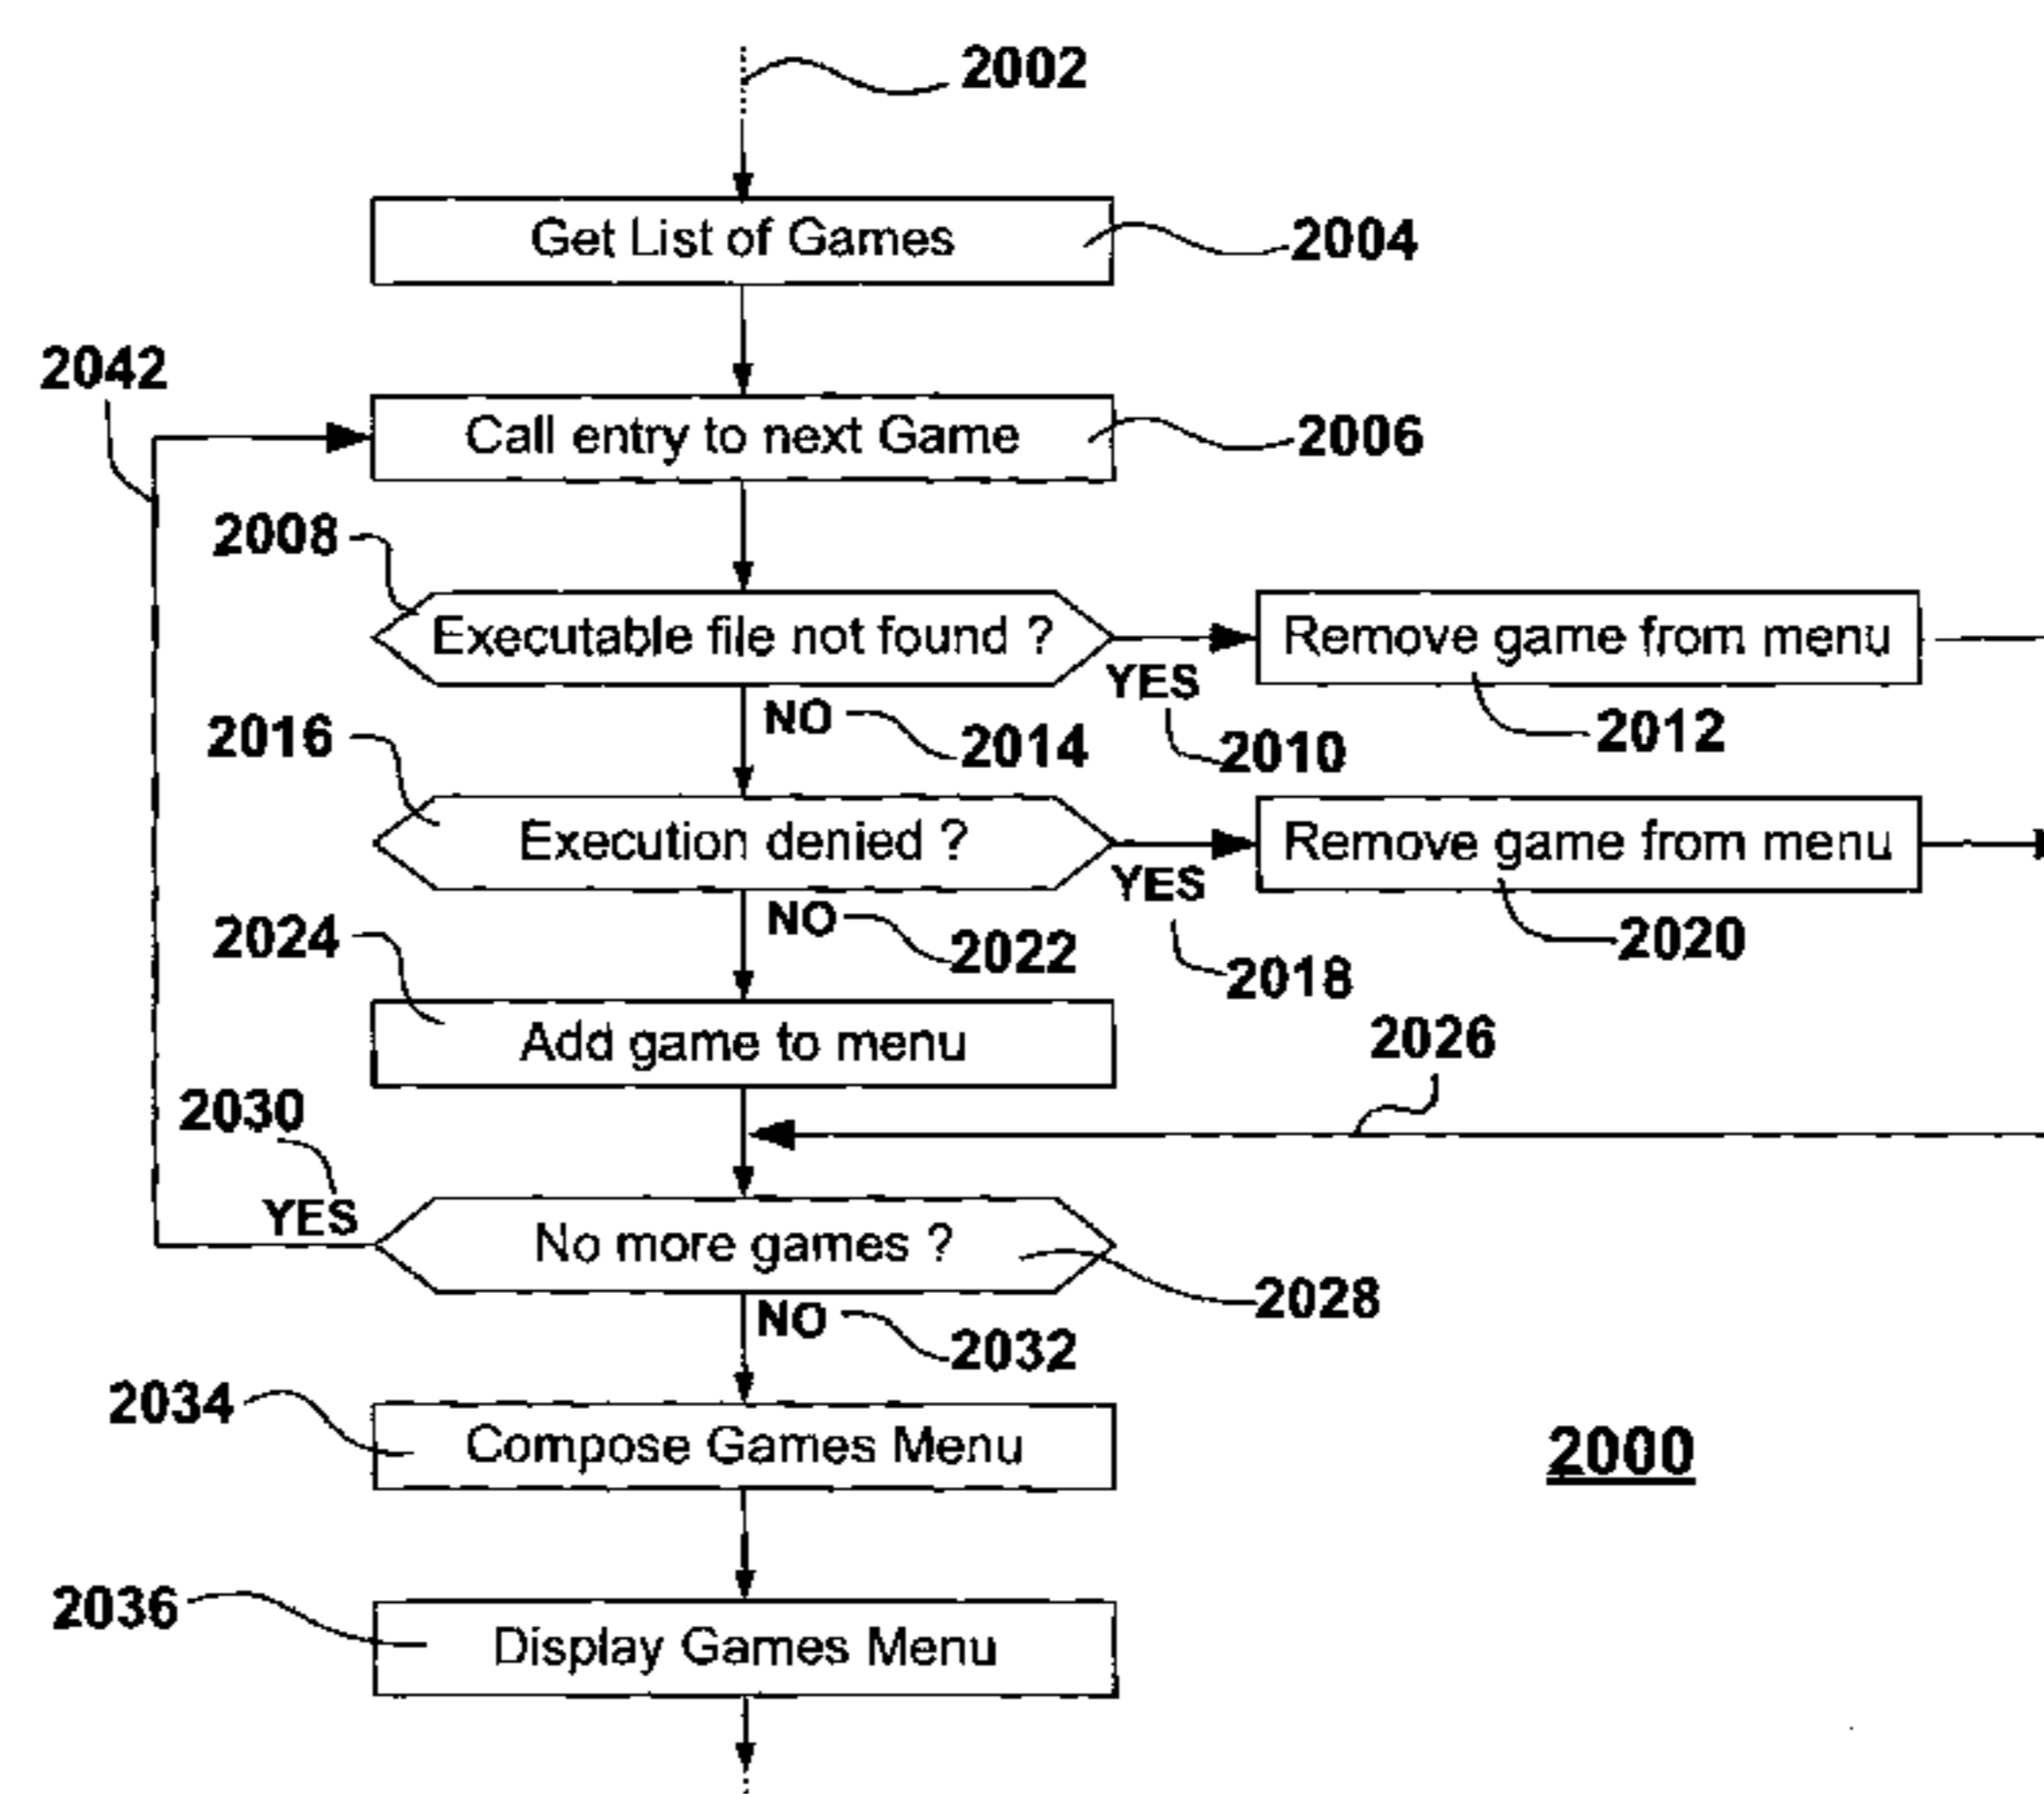 2002
Get List of Games
2004
2042
Call entry to next Game
2006
2008
Executable file not found ?
Remove game from menu
YES
NO
2014
2010
2012
2016
Execution denied ?
Remove game from menu
YES
NO
2022
2018
2020
2024
Add game to menu
2026
2030
YES
No more games ?
2028
NO
2032
2034
Compose Games Menu
2000
2036
Display Games Menu